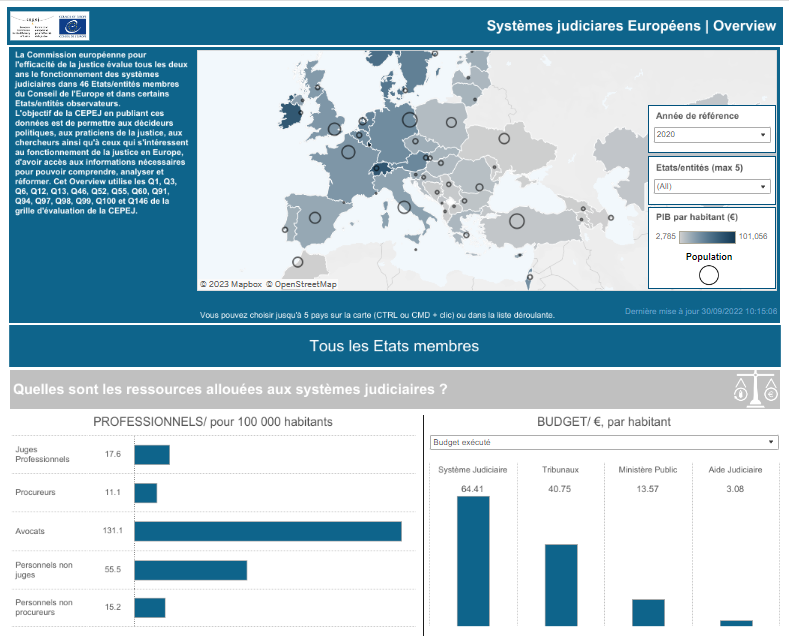 cepej
Systèmes judiciares Européens | Overview
La Commission européenne pour
l'efficacité de la justice évalue tous les deux
ans le fonctionnement des systèmes
judiciaires dans 46 Etats/entités membres
du Conseil de l'Europe et dans certains
Etats/entités observateurs.
L'objectif de la CEPEJ en publiant ces
données est de permettre aux décideurs
politiques, aux praticiens de la justice, aux
chercheurs ainsi qu'à ceux qui s'intéressent
au fonctionnement de la justice en Europe,
d'avoir accès aux informations nécessaires
pour pouvoir comprendre, analyser et
réformer. Cet Overview utilise les Q1, Q3,
Q6, Q12, Q13, Q46, Q52, Q55, Q60, Q91,
Q94, Q97, Q98, Q99, Q100 et Q146 de la
grille d'évaluation de la CEPEJ.
Année de référence
2020
Etats/entités (max 5)
(All)
PIB par habitant (€)
2,785 101,056
Population
© 2023 Mapbox © OpenStreetMap
Vous pouvez choisir jusqu'à 5 pays sur la carte (CTRL ou CMD + clic) ou dans la liste déroulante.
Dernière mise à jour 30/09/2022 10:15:06
Tous les Etats membres
Quelles sont les ressources allouées aux systèmes judiciaires ?
PROFESSIONNELS/ pour 100 000 habitants
Juges
Professionnels
17.6
Procureurs 11.1
Avocats 131.1
Personnels non
juges
55.5
Personnels non
procureurs
15.2
BUDGET/ €, par habitant
Budget exécuté
Système Judiciaire Tribunaux Ministère Public Aide Judiciaire
64.41 40.75 13.57 3.08